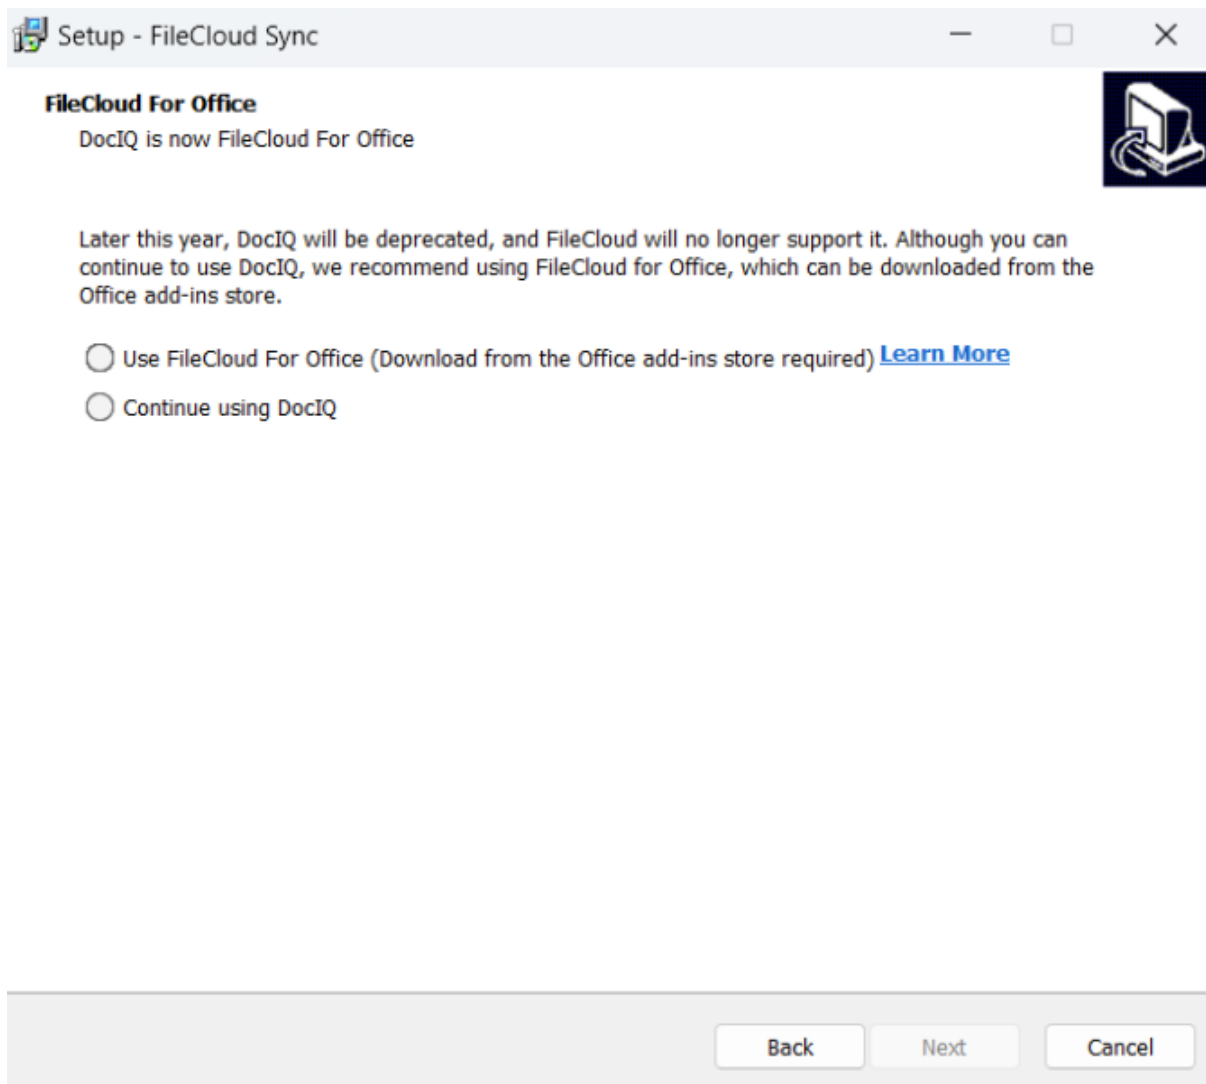 Setup - FileCloud Sync
FileCloud For Office
DocIQ is now FileCloud For Office
Later this year, DocIQ will be deprecated, and FileCloud will no longer support it. Although you can
continue to use DocIQ, we recommend using FileCloud for Office, which can be downloaded from the
Office add-ins store.
Use FileCloud For Office (Download from the Office add-ins store required) Learn More
Continue using DocIQ
Back Next Cancel